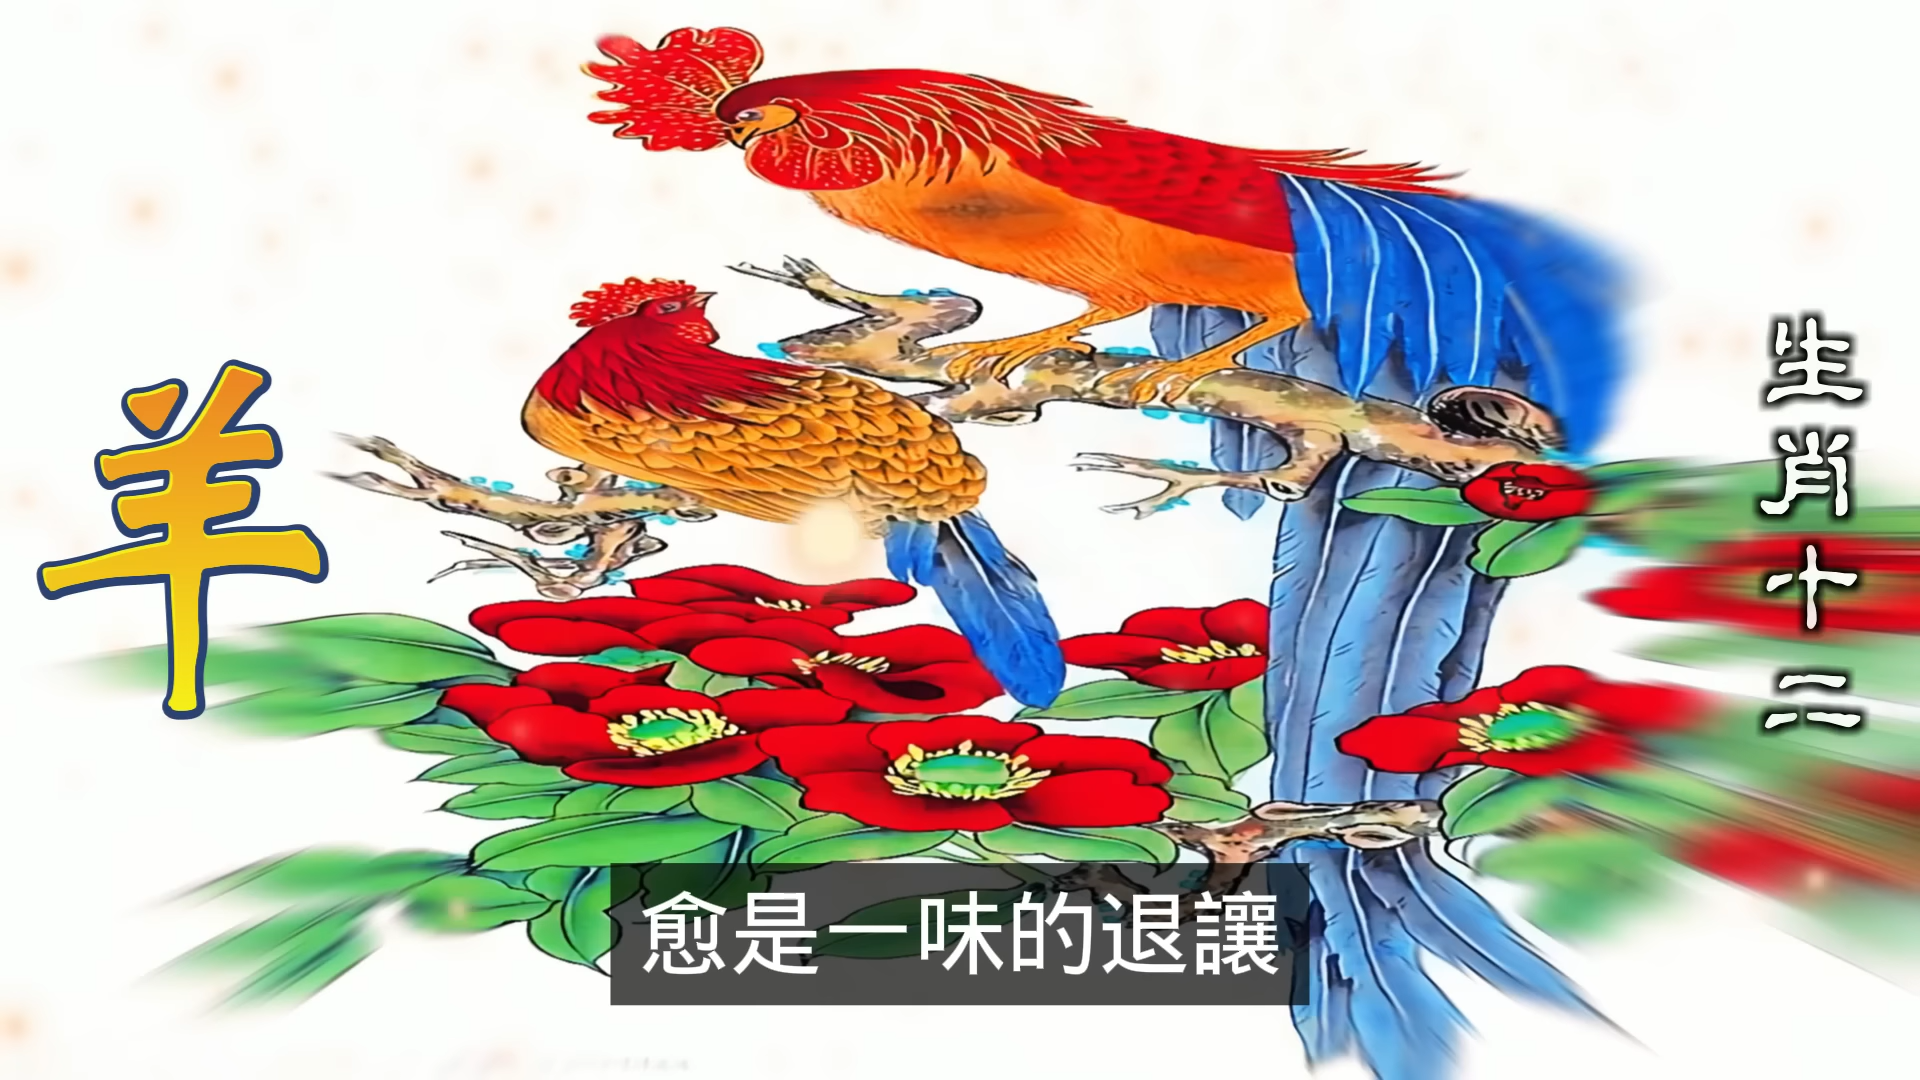 羊
生肖十二
愈是一味的退讓